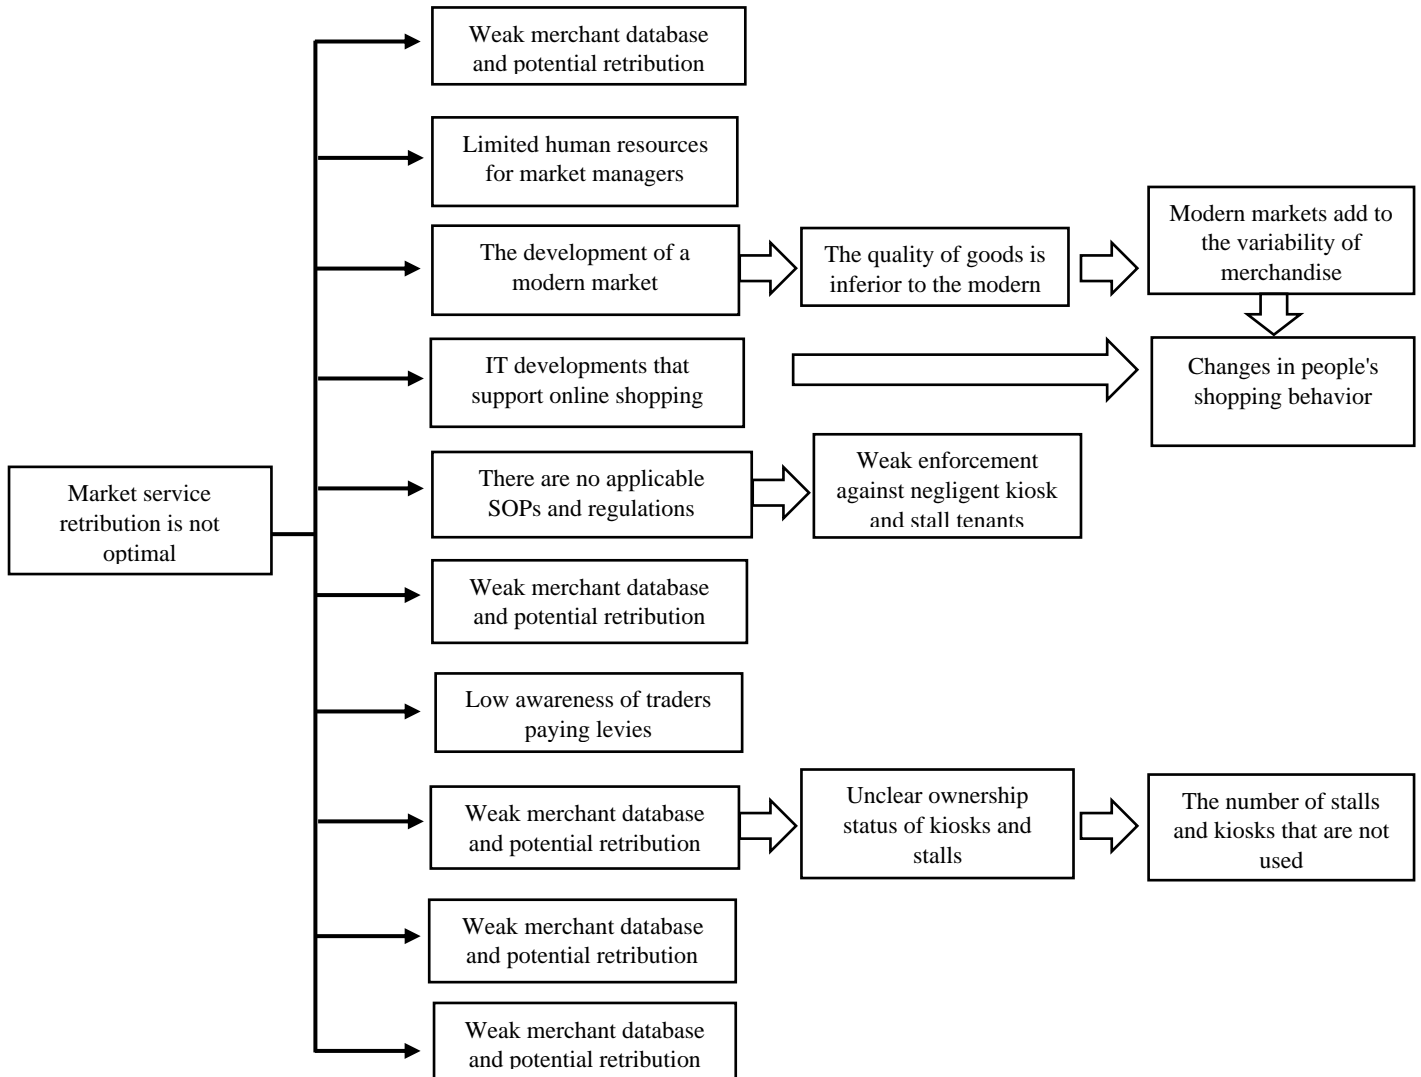 Weak merchant database
and potential retribution
Limited human resources
for market managers
The development of a
modern market
The quality of goods is
inferior to the modern
Modern markets add to
the variability of
merchandise
IT developments that
support online shopping
Changes in people's
shopping behavior
There are no applicable
SOPs and regulations
Weak enforcement
against negligent kiosk
and stall tenants
Market service
retribution is not
optimal
Weak merchant database
and potential retribution
Low awareness of traders
paying levies
Weak merchant database
and potential retribution
Unclear ownership
status of kiosks and
stalls
The number of stalls
and kiosks that are not
used
Weak merchant database
and potential retribution
Weak merchant database
and potential retribution